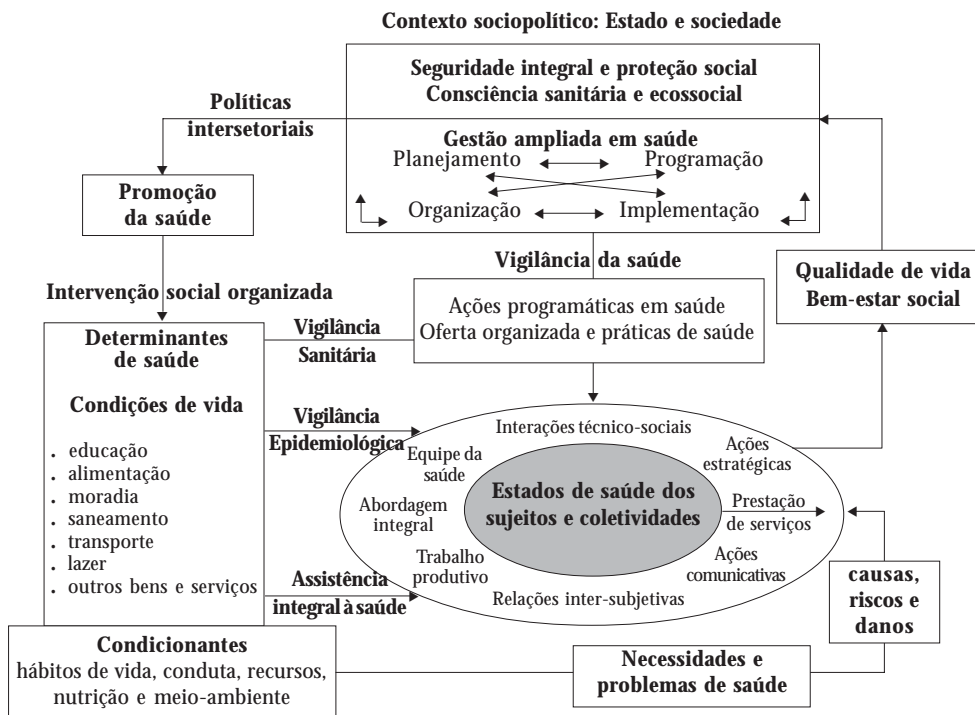 Contexto sociopolítico: Estado e sociedade
Seguridade integral e proteção social
Consciência sanitária e ecossocial
Políticas
intersetoriais
Gestão ampliada em saúde
Planejamento
Programação
Organização
Implementação
Promoção
da saúde
Vigilância da saúde
Qualidade de vida
Bem-estar social
Intervenção social organizada
Ações programáticas em saúde
Oferta organizada e práticas de saúde
Vigilância
Sanitária
Determinantes
de saúde
Condições de vida
. educação
. alimentação
. moradia
. saneamento
. transporte
. lazer
. outros bens e serviços
Vigilância
Epidemiológica
Assistência
integral à saúde
Interações técnico-sociais
Equipe da
saúde
Ações
estratégicas
Abordagem
integral
Estados de saúde dos
sujeitos e coletividades
Prestação
de serviços
Trabalho
produtivo
Ações
comunicativas
Relações inter-subjetivas
causas,
riscos e
danos
Condicionantes
hábitos de vida, conduta, recursos,
nutrição e meio-ambiente
Necessidades e
problemas de saúde